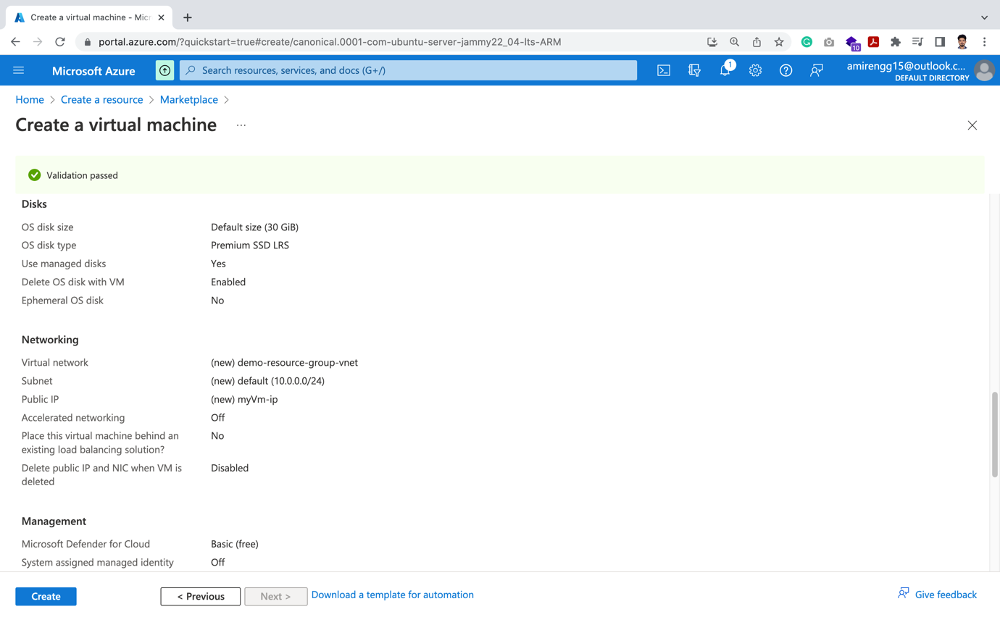 Create a virtual machine - Micr
portal.azure.com/?quickstart=true#create/canonical.0001-com-ubuntu-server-jammy22_04-lts-ARM
10
Microsoft Azure
Search resources, services, and docs (G+/)
1
amirengg15@outlook.c...
DEFAULT DIRECTORY
Home > Create a resource > Marketplace >
Create a virtual machine ...
Validation passed
Disks
OS disk size Default size (30 GiB)
OS disk type Premium SSD LRS
Use managed disks Yes
Delete OS disk with VM Enabled
Ephemeral OS disk No
Networking
Virtual network (new) demo-resource-group-vnet
Subnet (new) default (10.0.0.0/24)
Public IP (new) myVm-ip
Accelerated networking Off
Place this virtual machine behind an No
existing load balancing solution?
Delete public IP and NIC when VM is Disabled
deleted
Management
Microsoft Defender for Cloud Basic (free)
System assigned managed identity Off
Create < Previous Next > Download a template for automation Give feedback